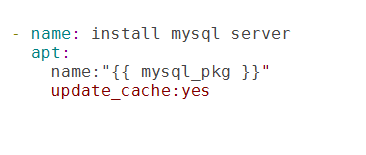 - name: install mysql server
  apt:
    name:"{{ mysql_pkg }}"
    update_cache:yes